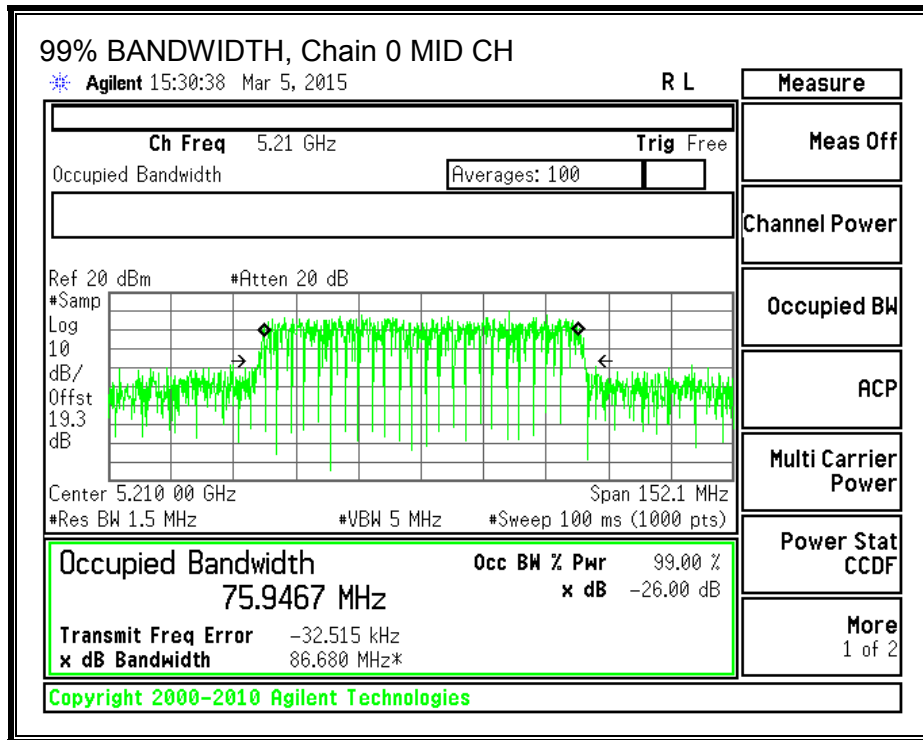 99% BANDWIDTH, Chain 0 MID CH
Agilent 15:30:38 Mar 5, 2015 R L
Measure
Ch Freq 5.21 GHz Trig Free
Meas Off
Occupied Bandwidth Averages: 100
Channel Power
Ref 20 dBm #Atten 20 dB
#Samp
Log
10
dB/
Offst
19.3
dB
Occupied BW
ACP
Multi Carrier
Power
Center 5.210 00 GHz Span 152.1 MHz
#Res BW 1.5 MHz #VBW 5 MHz #Sweep 100 ms (1000 pts)
Power Stat
CCDF
Occupied Bandwidth Occ BW % Pwr 99.00 %
75.9467 MHz x dB -26.00 dB
Transmit Freq Error -32.515 kHz
x dB Bandwidth 86.680 MHz*
More
1 of 2
Copyright 2000-2010 Agilent Technologies